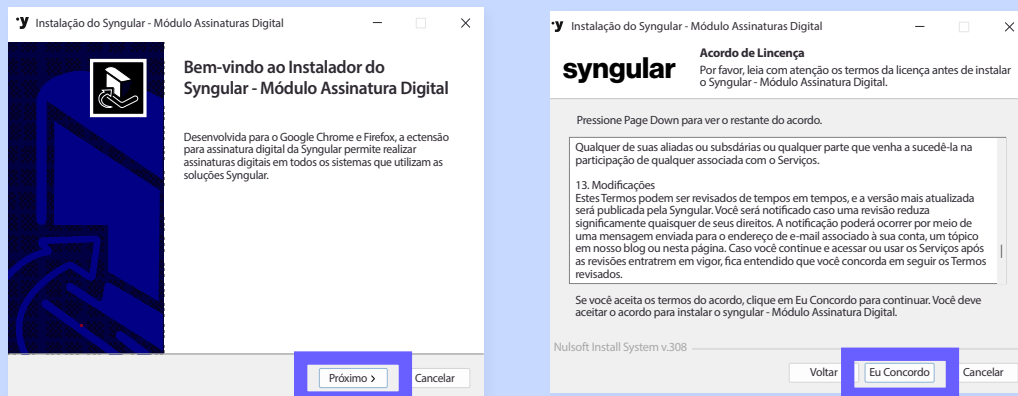 Instalação do Syngular - Módulo Assinaturas Digital
Bem-vindo ao Instalador do
Syngular - Módulo Assinatura Digital
Desenvolvida para o Google Chrome e Firefox, a ectensão
para assinatura digital da Syngular permite realizar
assinaturas digitais em todos os sistemas que utilizam as
soluções Syngular.
Próximo >
Cancelar
Instalação do Syngular - Módulo Assinaturas Digital
syngular
Acordo de Lincença
Por favor, leia com atenção os termos da licença antes de instalar
o Syngular - Módulo Assinatura Digital.
Pressione Page Down para ver o restante do acordo.
Qualquer de suas aliadas ou subsdárias ou qualquer parte que venha a sucedê-la na
participação de qualquer associada com o Serviços.
13. Modificações
Estes Termos podem ser revisados de tempos em tempos, e a versão mais atualizada
será publicada pela Syngular. Você será notificado caso uma revisão reduza
significamente quaisquer de seus direitos. A notificação poderá ocorrer por meio de
uma mensagem enviada para o endereço de e-mail associado à sua conta, um tópico
em nosso blog ou nesta página. Caso você continue e acessar ou usar os Serviços após
as revisões entratrem em vigor, fica entendido que você concorda em seguir os Termos
revisados.
Se você aceita os termos do acordo, clique em Eu Concordo para continuar. Você deve
aceitar o acordo para instalar o syngular - Módulo Assinatura Digital.
Nulsoft Install System v.308
Voltar
Eu Concordo
Cancelar